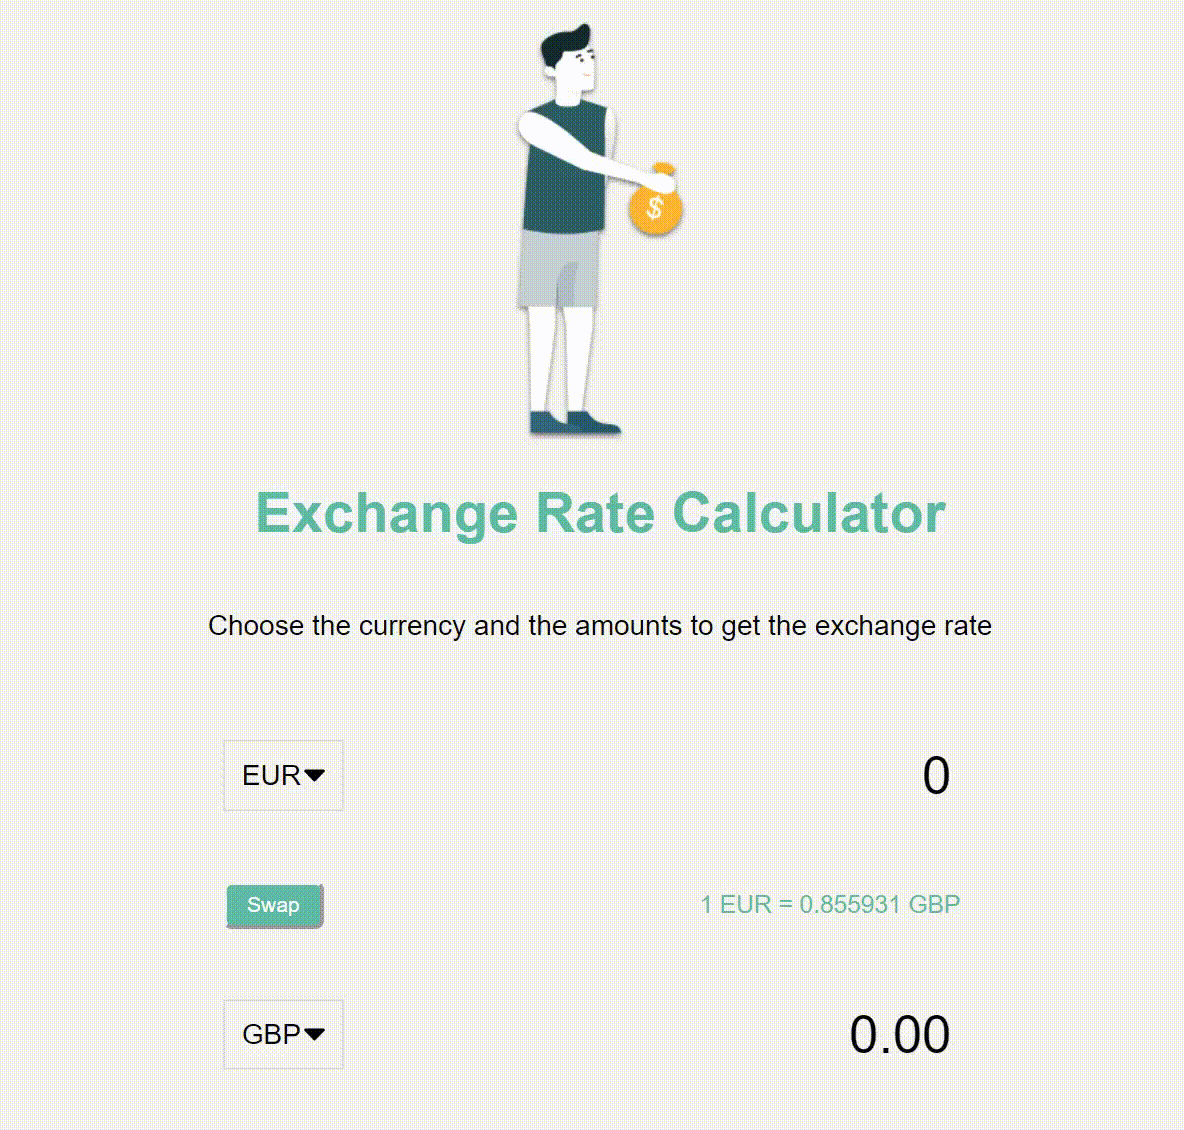 $
Exchange Rate Calculator
Choose the currency and the amounts to get the exchange rate
EUR 0
Swap 1 EUR = 0.855931 GBP
GBP 0.00